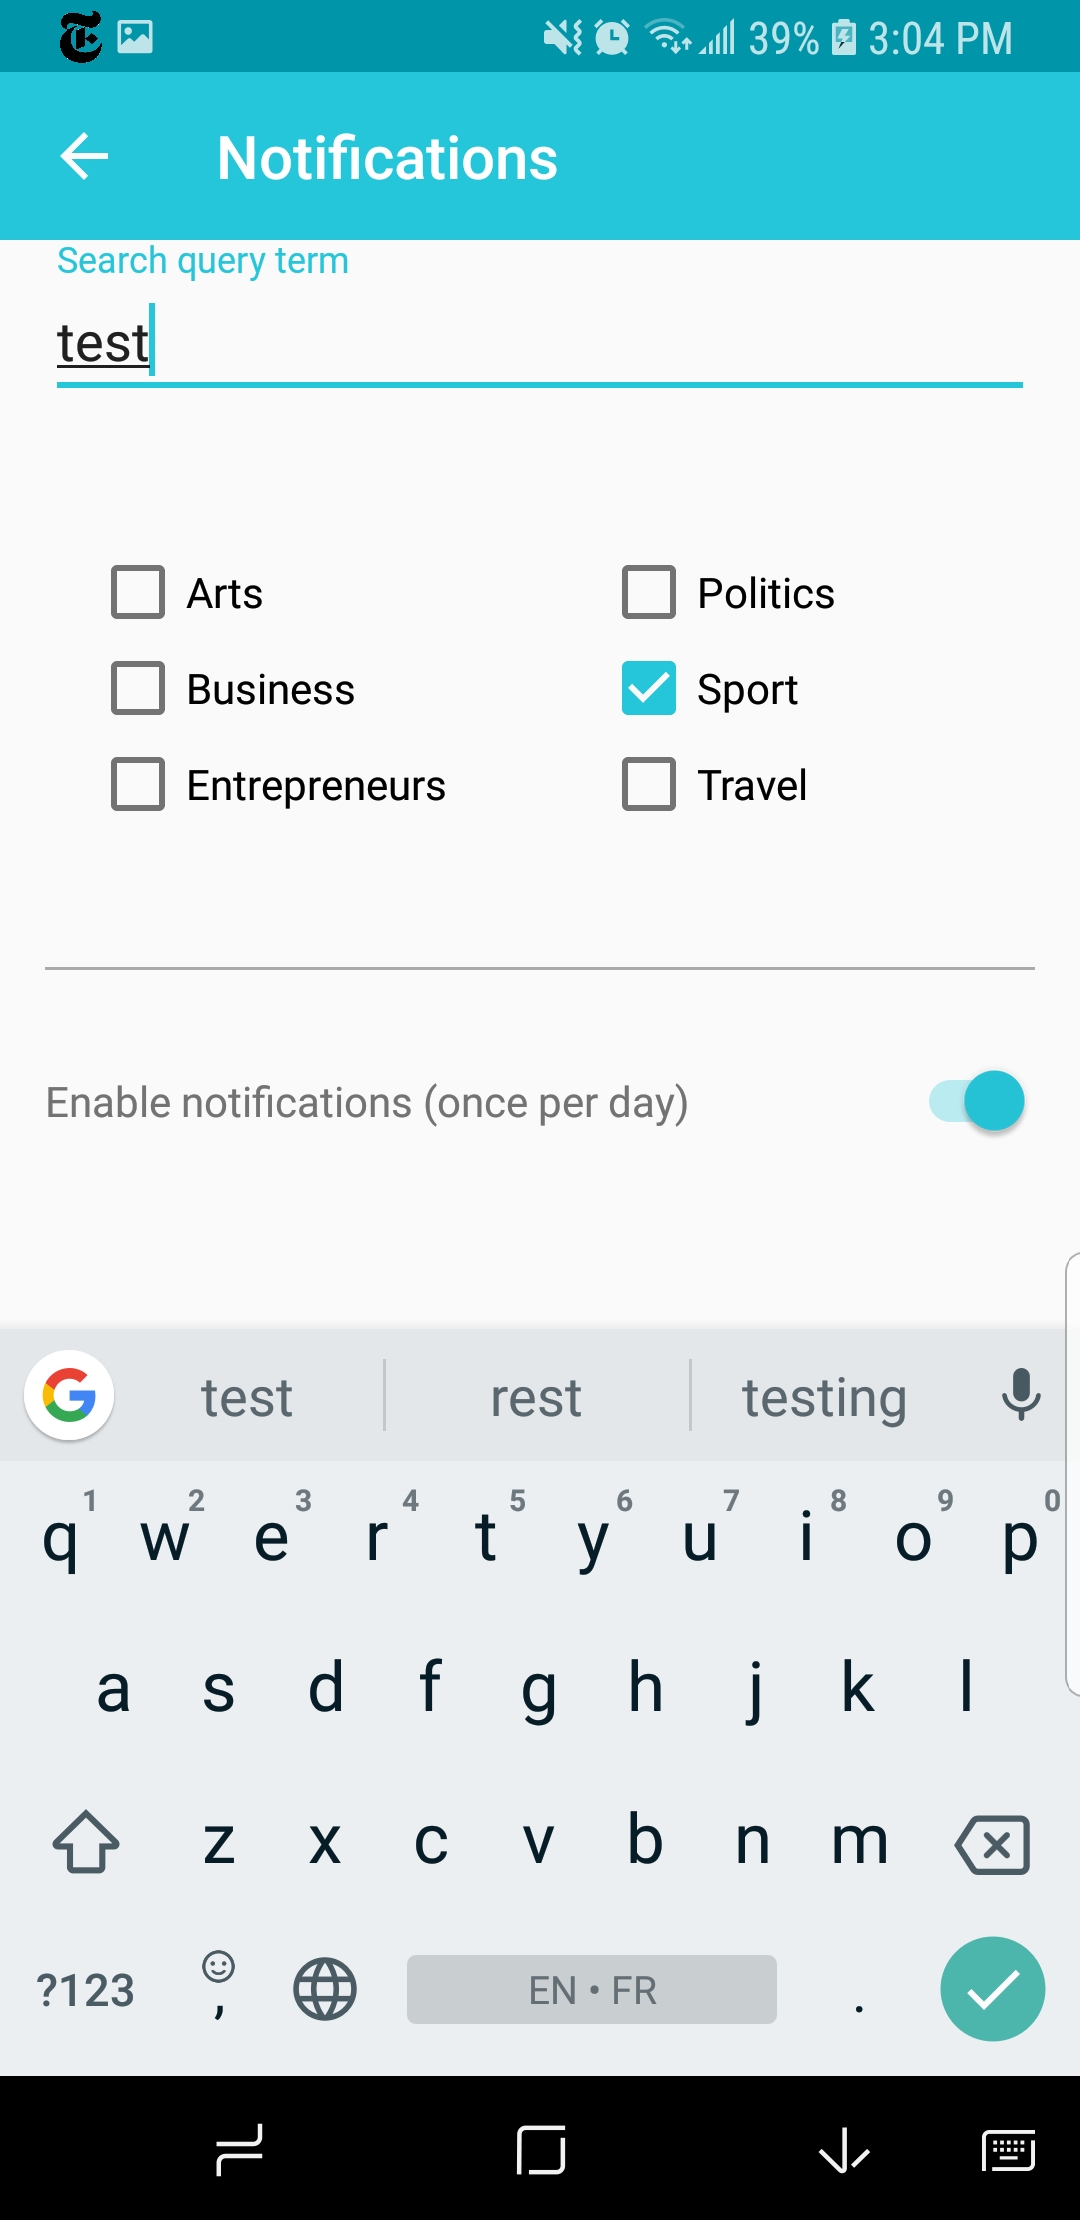 39% 3:04 PM
Notifications
Search query term
test
Arts Politics
Business Sport
Entrepreneurs Travel
Enable notifications (once per day)
test rest testing
1 2 3 4 5 6 7 8 9 0
q w e r t y u i o p
a s d f g h j k l
z x c v b n m
?123 , EN • FR .